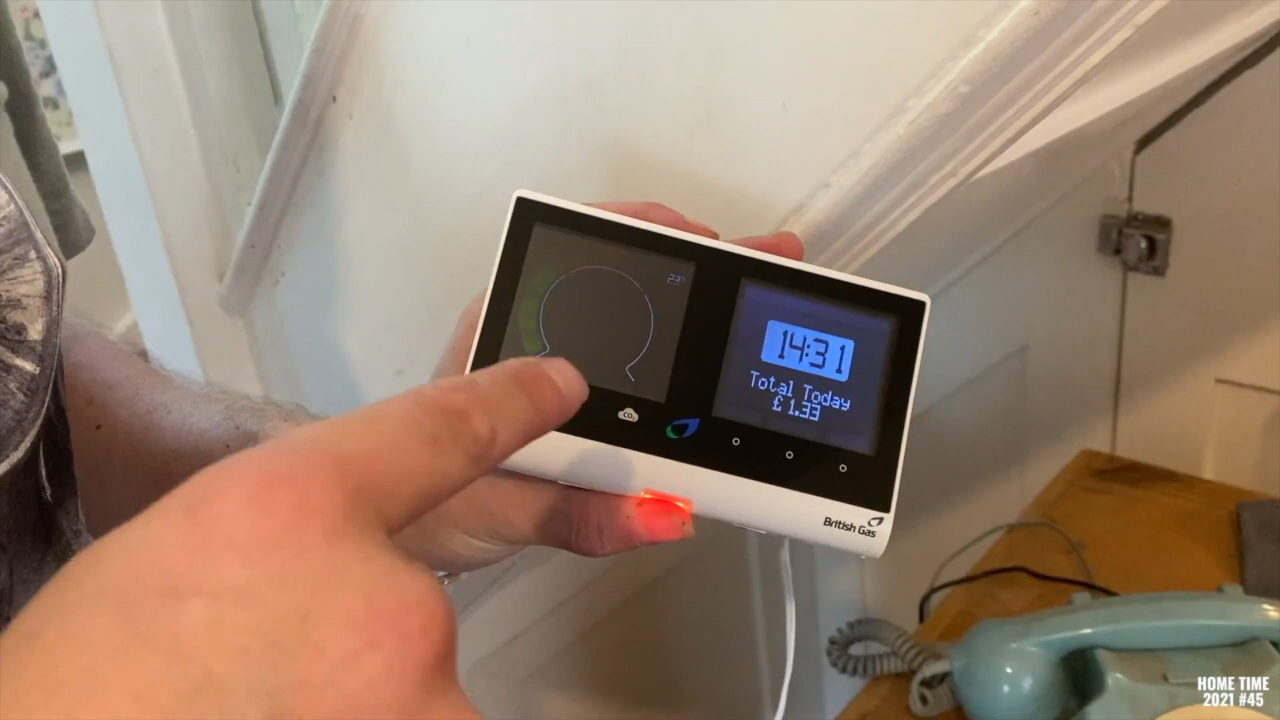 23°
14:31
Total Today
£1.33
CO₂
British Gas
HOME TIME
2021 #45